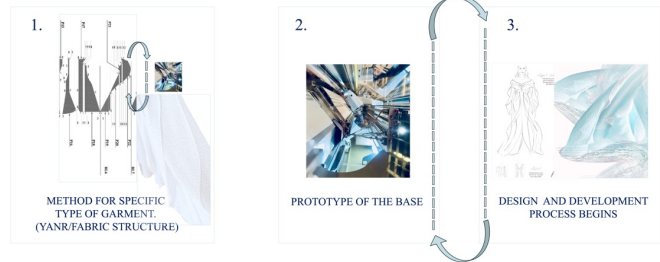 1.
METHOD FOR SPECIFIC
TYPE OF GARMENT.
(YANR/FABRIC STRUCTURE)
2.
PROTOTYPE OF THE BASE
3.
DESIGN AND DEVELOPMENT
PROCESS BEGINS